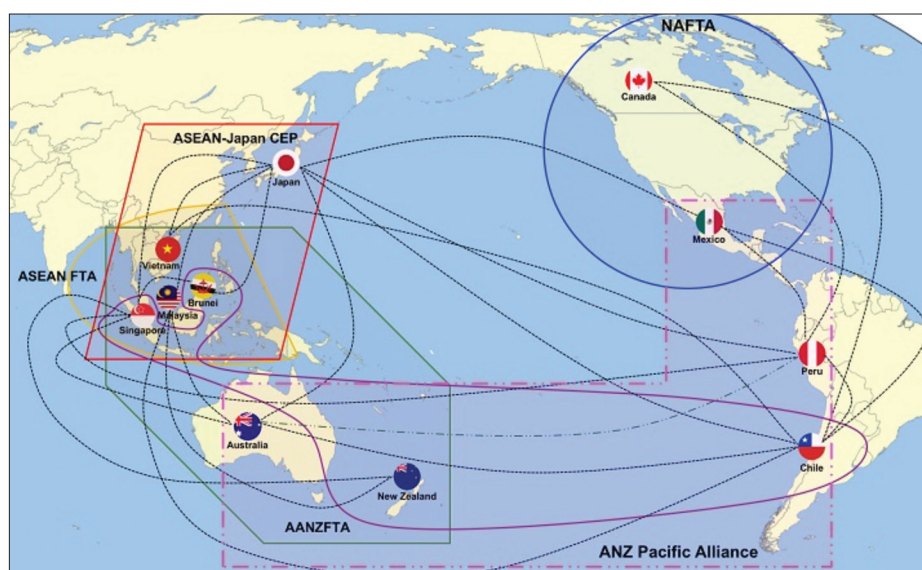 NAFTA
Canada
ASEAN-Japan CEP
Japan
Mexico
Vietnam
ASEAN FTA
Brunei
Malaysia
Singapore
Peru
Australia
Chile
New Zealand
AANZFTA
ANZ Pacific Alliance